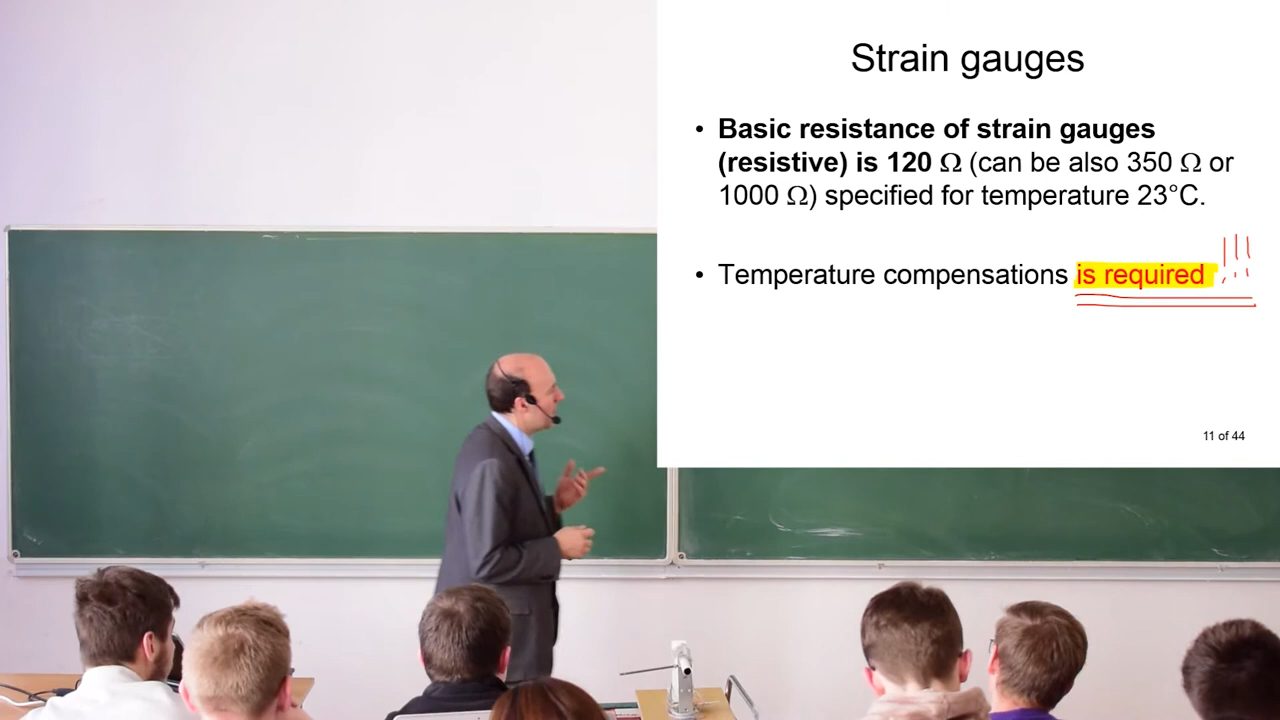 Strain gauges
• Basic resistance of strain gauges
(resistive) is 120 Ω (can be also 350 Ω or
1000 Ω) specified for temperature 23°C.
• Temperature compensations is required !!!
11 of 44